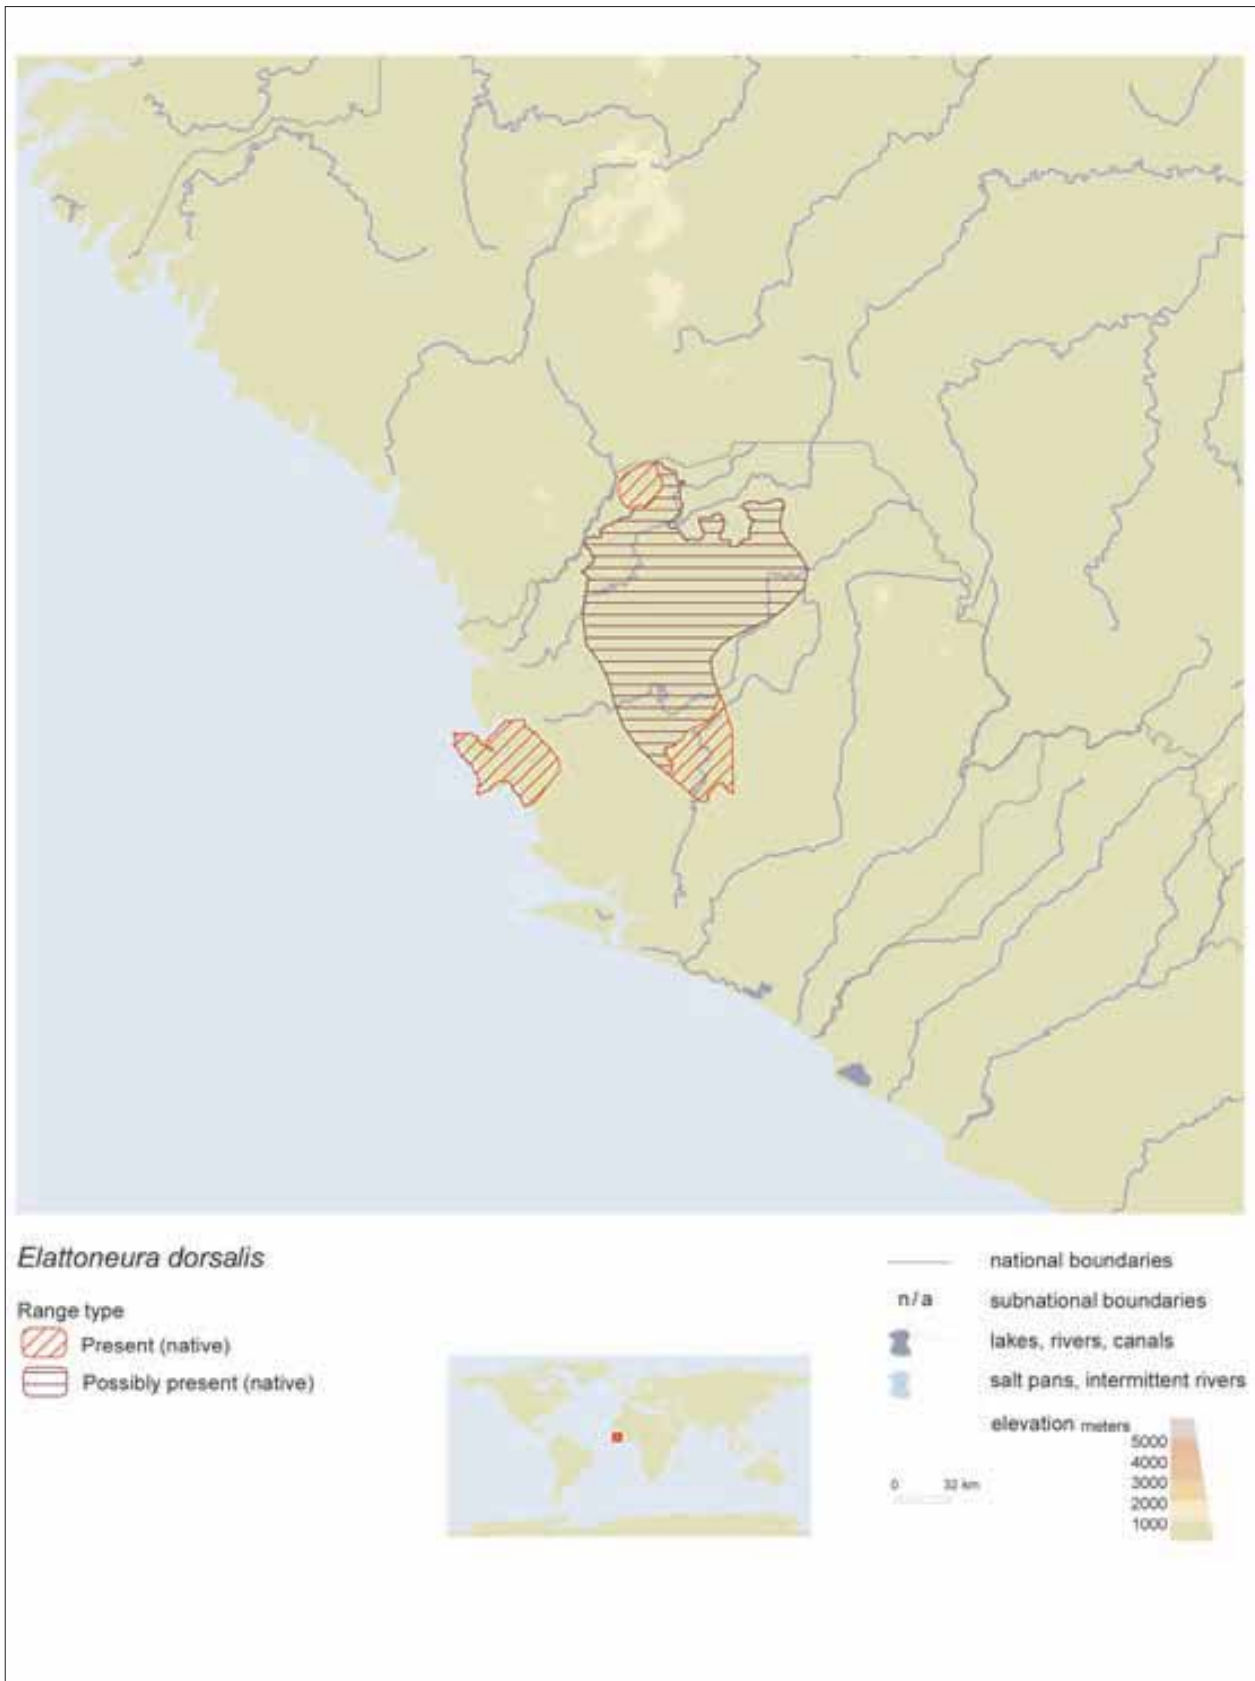 Elattoneura dorsalis
Range type
Present (native)
Possibly present (native)
national boundaries
n/a subnational boundaries
lakes, rivers, canals
salt pans, intermittent rivers
elevation meters
5000
4000
3000
2000
1000
0 32 km